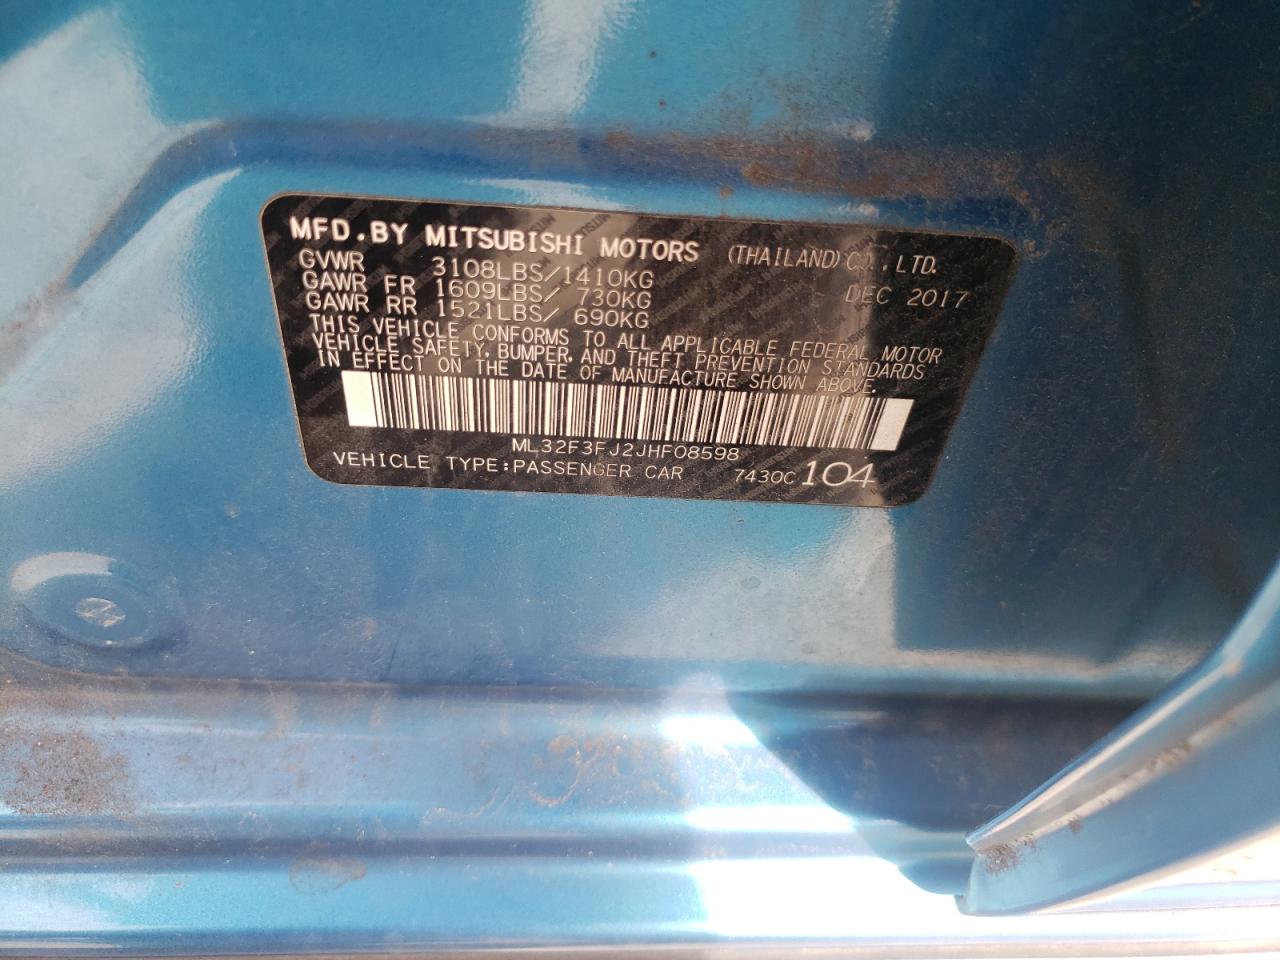 MFD.BY MITSUBISHI MOTORS (THAILAND) CO.,LTD.
GVWR 3108LBS/1410KG DEC 2017
GAWR FR 1609LBS/ 730KG
GAWR RR 1521LBS/ 690KG
THIS VEHICLE CONFORMS TO ALL APPLICABLE FEDERAL MOTOR
VEHICLE SAFETY, BUMPER, AND THEFT PREVENTION STANDARDS
IN EFFECT ON THE DATE OF MANUFACTURE SHOWN ABOVE.
ML32F3FJ2JHF08598
VEHICLE TYPE:PASSENGER CAR 7430C 104